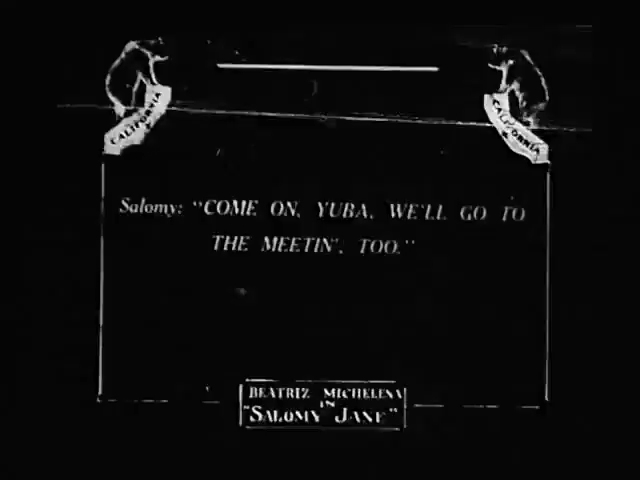 CALIFORNIA
CALIFORNIA
Salomy: "COME ON, YUBA, WE'LL GO TO
THE MEETIN', TOO."
BEATRIZ MICHELENA
IN
"SALOMY JANE"